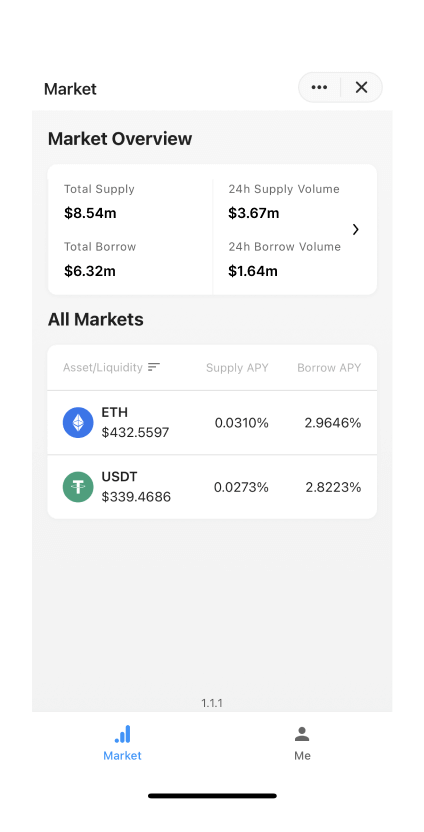 Market
Market Overview
Total Supply
$8.54m
24h Supply Volume
$3.67m
Total Borrow
$6.32m
24h Borrow Volume
$1.64m
All Markets
Asset/Liquidity Supply APY Borrow APY
ETH
$432.5597
0.0310% 2.9646%
USDT
$339.4686
0.0273% 2.8223%
1.1.1
Market Me